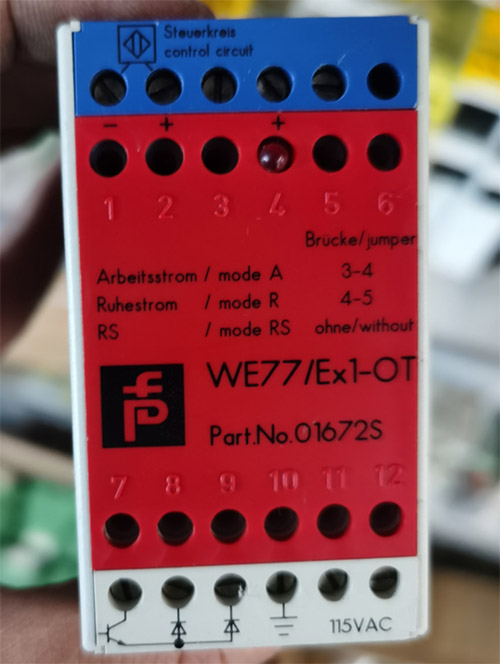 Steuerkreis
control circuit
- + +
1 2 3 4 5 6
Brücke/jumper
Arbeitsstrom / mode A 3-4
Ruhestrom / mode R 4-5
RS / mode RS ohne/without
WE77/Ex1-OT
Part.No.01672S
7 8 9 10 11 12
115VAC